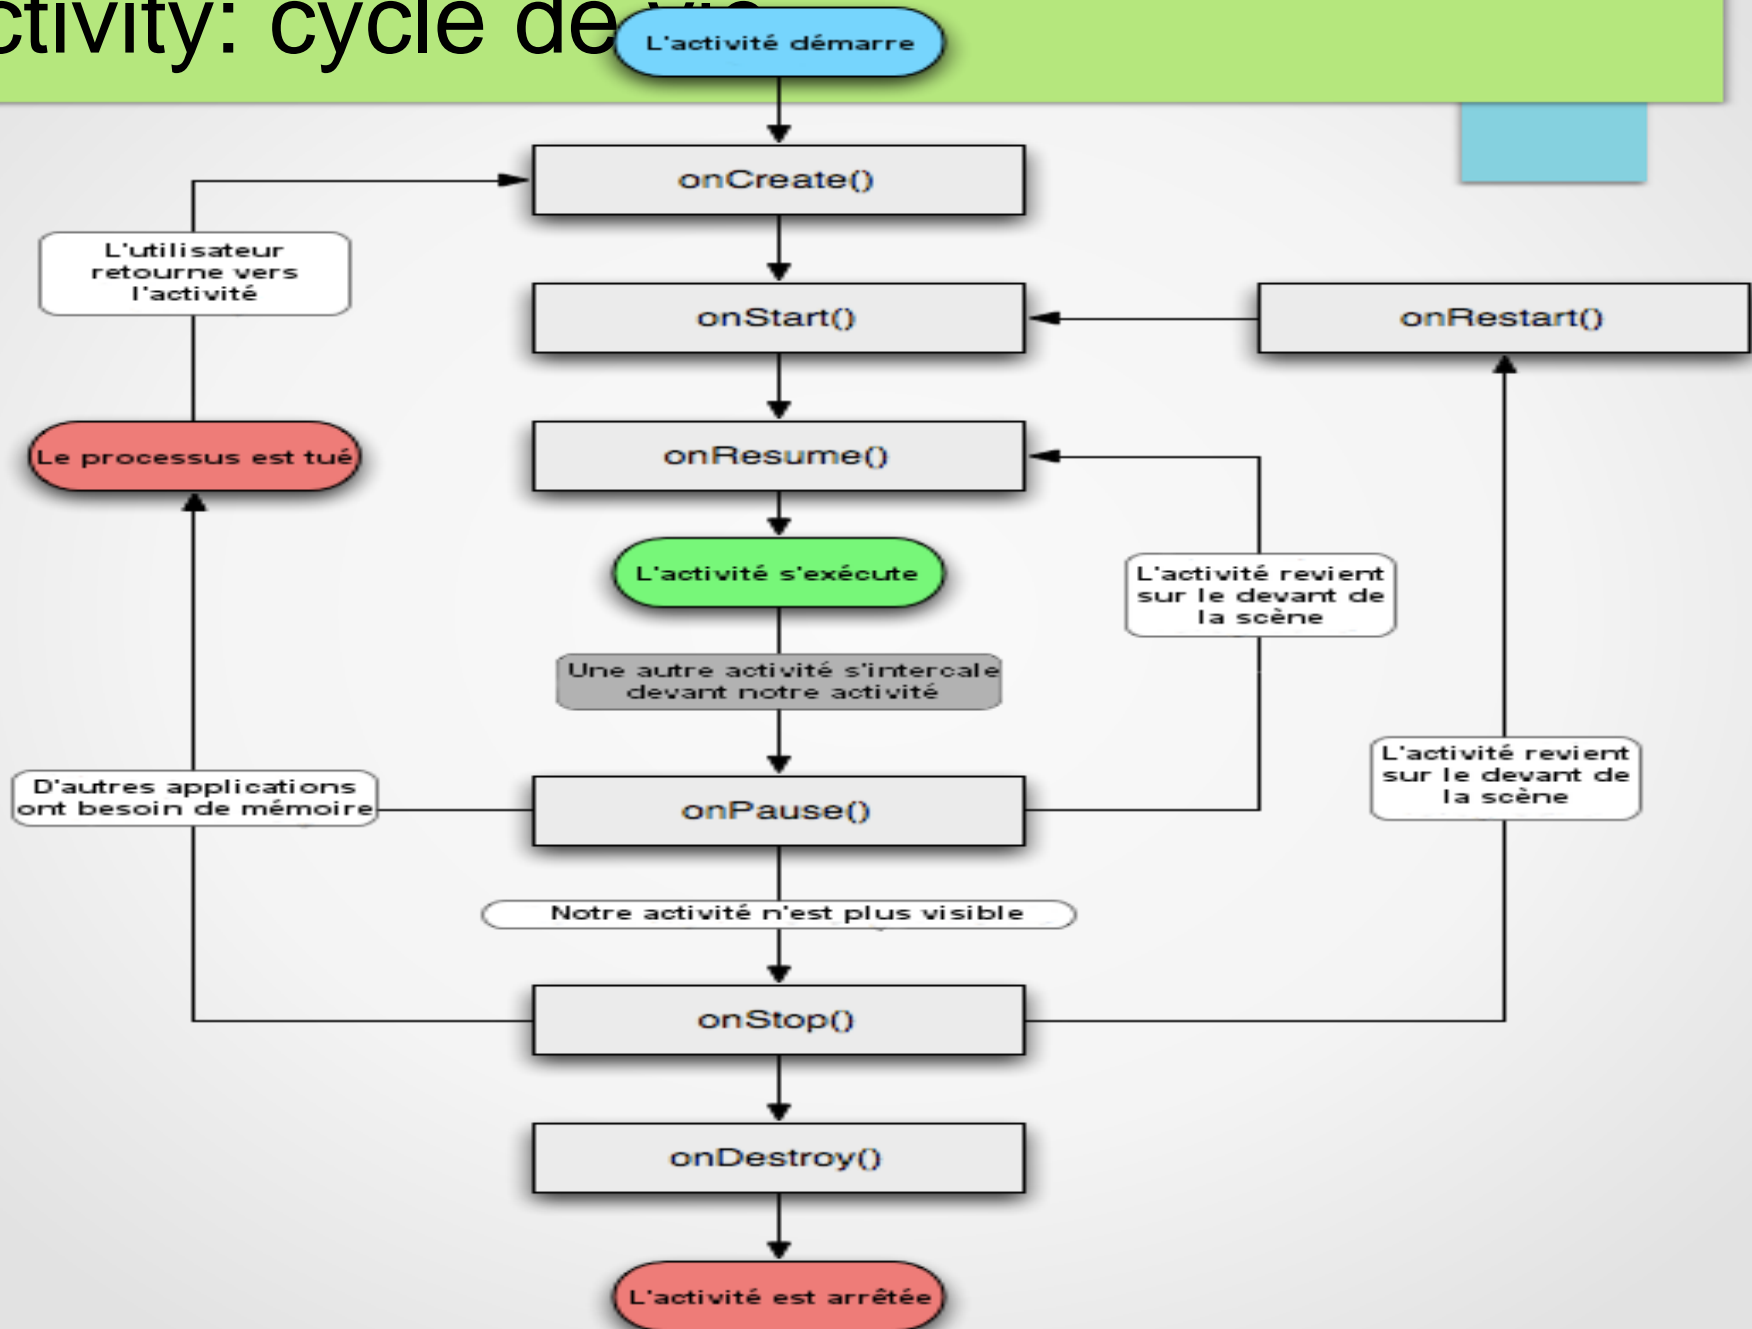 ctivity: cycle de
L'activité démarre
onCreate()
L'utilisateur
retourne vers
l'activité
onStart()
onRestart()
Le processus est tué
onResume()
L'activité s'exécute
L'activité revient
sur le devant de
la scène
Une autre activité s'intercale
devant notre activité
L'activité revient
sur le devant de
la scène
D'autres applications
ont besoin de mémoire
onPause()
Notre activité n'est plus visible
onStop()
onDestroy()
L'activité est arrêtée